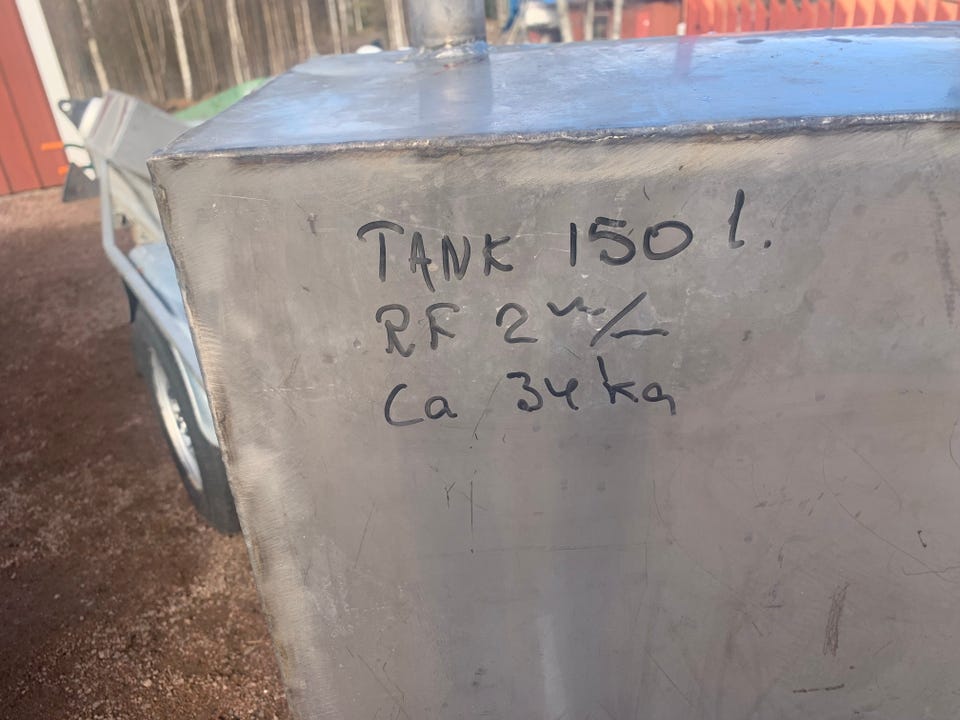 TANK 150 l.
RF 2 m/m
Ca 34 kg